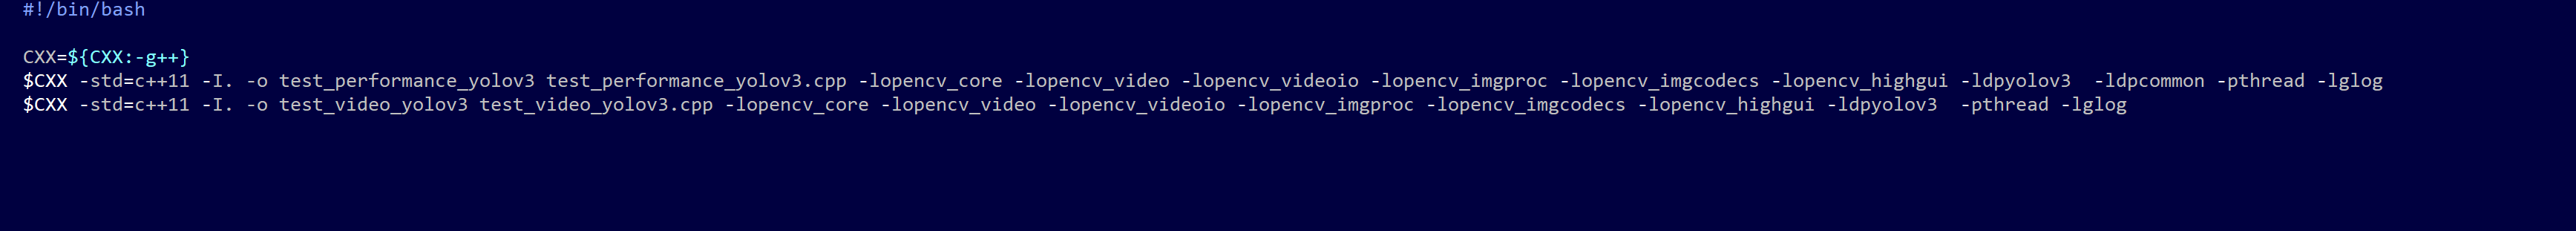 #!/bin/bash
CXX=${CXX:-g++}
$CXX -std=c++11 -I. -o test_performance_yolov3 test_performance_yolov3.cpp -lopencv_core -lopencv_video -lopencv_videoio -lopencv_imgproc -lopencv_imgcodecs -lopencv_highgui -ldpyolov3  -ldpcommon -pthread -lglog
$CXX -std=c++11 -I. -o test_video_yolov3 test_video_yolov3.cpp -lopencv_core -lopencv_video -lopencv_videoio -lopencv_imgproc -lopencv_imgcodecs -lopencv_highgui -ldpyolov3  -pthread -lglog